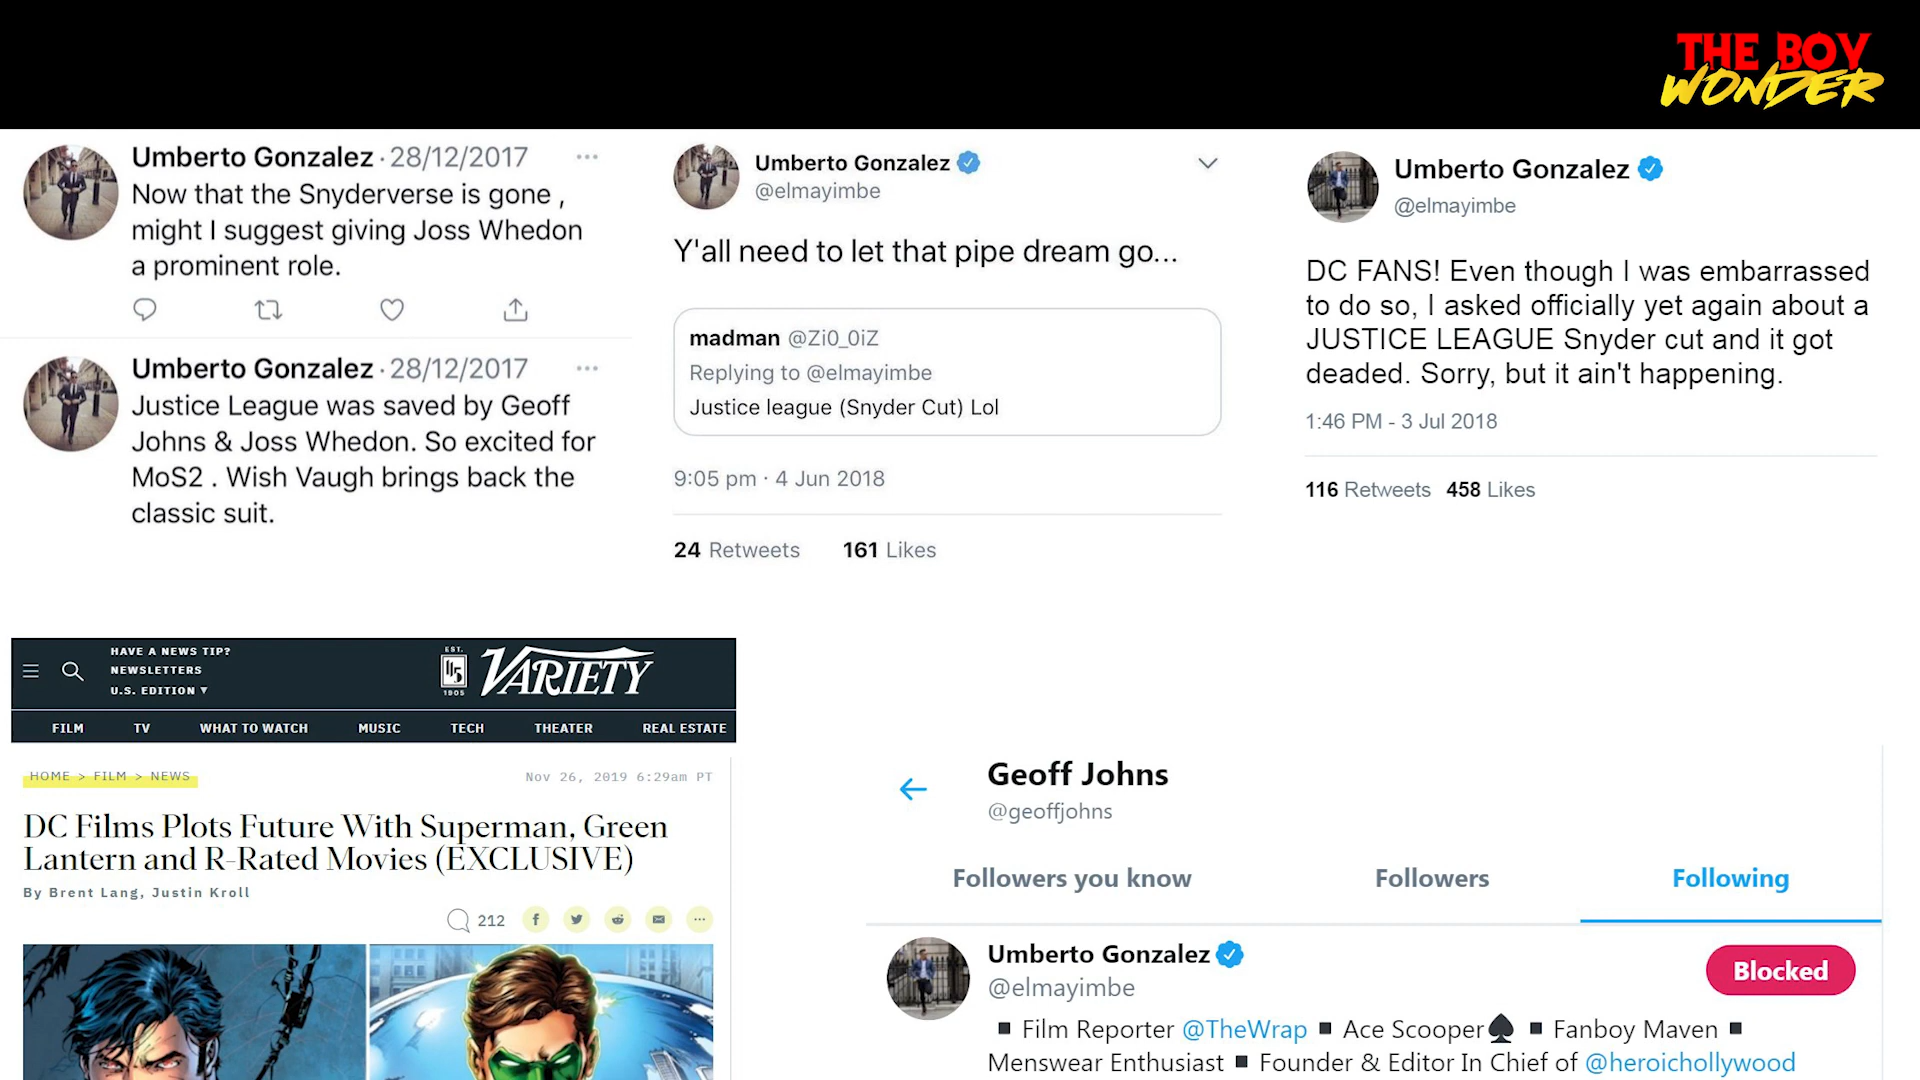 THE BOY
WONDER
Umberto Gonzalez · 28/12/2017
Now that the Snyderverse is gone ,
might I suggest giving Joss Whedon
a prominent role.
Umberto Gonzalez · 28/12/2017
Justice League was saved by Geoff
Johns & Joss Whedon. So excited for
MoS2 . Wish Vaugh brings back the
classic suit.
Umberto Gonzalez
@elmayimbe
Y'all need to let that pipe dream go...
madman @Zi0_0iZ
Replying to @elmayimbe
Justice league (Snyder Cut) Lol
9:05 pm · 4 Jun 2018
24 Retweets 161 Likes
Umberto Gonzalez
@elmayimbe
DC FANS! Even though I was embarrassed
to do so, I asked officially yet again about a
JUSTICE LEAGUE Snyder cut and it got
deaded. Sorry, but it ain't happening.
1:46 PM - 3 Jul 2018
116 Retweets 458 Likes
HAVE A NEWS TIP?
NEWSLETTERS
U.S. EDITION ▼
EST.
115
1905
VARIETY
FILM TV WHAT TO WATCH MUSIC TECH THEATER REAL ESTATE
HOME > FILM > NEWS
Nov 26, 2019 6:29am PT
DC Films Plots Future With Superman, Green
Lantern and R-Rated Movies (EXCLUSIVE)
By Brent Lang, Justin Kroll
212
Geoff Johns
@geoffjohns
Followers you know Followers Following
Umberto Gonzalez
@elmayimbe
Blocked
▪ Film Reporter @TheWrap ▪ Ace Scooper♠ ▪ Fanboy Maven ▪
Menswear Enthusiast ▪ Founder & Editor In Chief of @heroichollywood